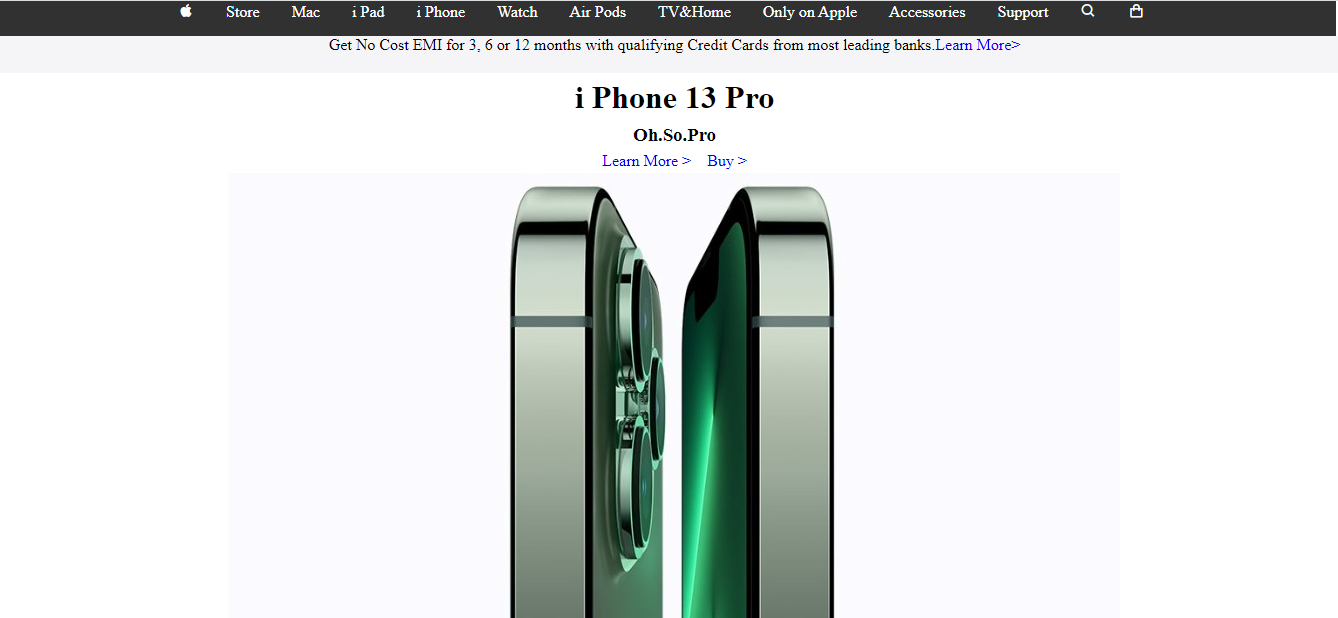 Store Mac i Pad i Phone Watch Air Pods TV&Home Only on Apple Accessories Support
Get No Cost EMI for 3, 6 or 12 months with qualifying Credit Cards from most leading banks.Learn More>
i Phone 13 Pro
Oh.So.Pro
Learn More > Buy >